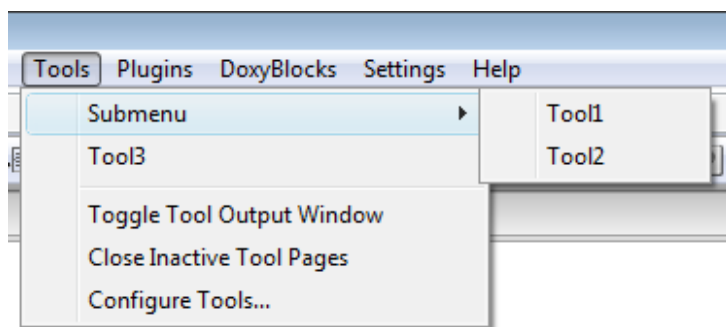 Tools Plugins DoxyBlocks Settings Help
Submenu Tool1
Tool3 Tool2
Toggle Tool Output Window
Close Inactive Tool Pages
Configure Tools...